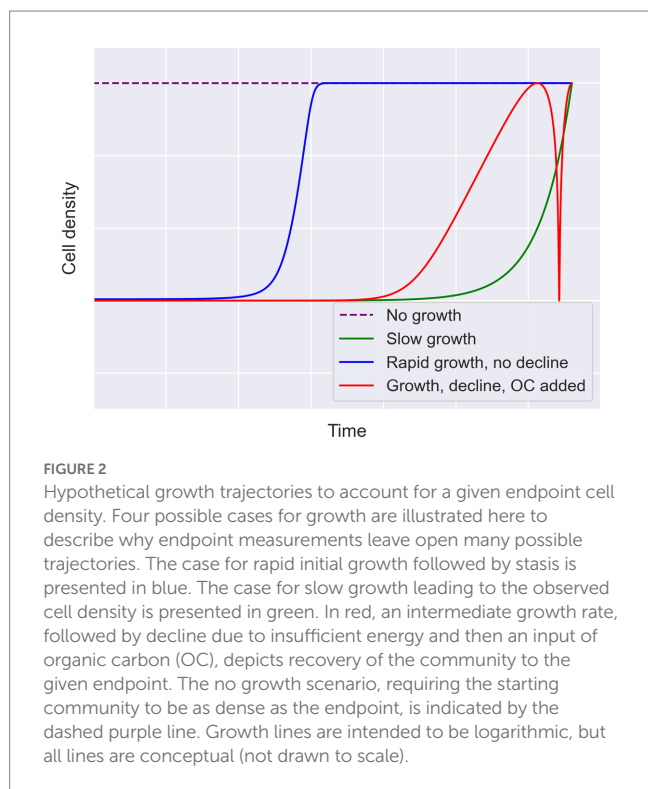 Cell density
No growth
Slow growth
Rapid growth, no decline
Growth, decline, OC added
Time
FIGURE 2
Hypothetical growth trajectories to account for a given endpoint cell
density. Four possible cases for growth are illustrated here to
describe why endpoint measurements leave open many possible
trajectories. The case for rapid initial growth followed by stasis is
presented in blue. The case for slow growth leading to the observed
cell density is presented in green. In red, an intermediate growth rate,
followed by decline due to insufficient energy and then an input of
organic carbon (OC), depicts recovery of the community to the
given endpoint. The no growth scenario, requiring the starting
community to be as dense as the endpoint, is indicated by the
dashed purple line. Growth lines are intended to be logarithmic, but
all lines are conceptual (not drawn to scale).